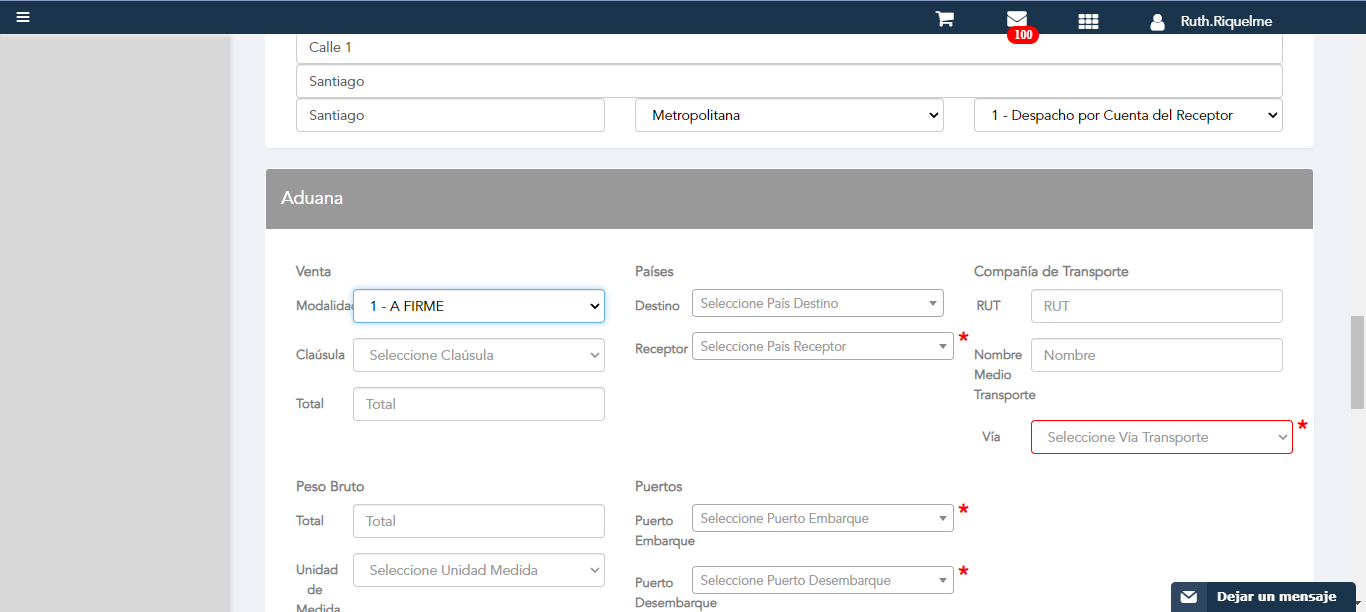 Ruth.Riquelme
100
Calle 1
Santiago
Santiago
Metropolitana
1 - Despacho por Cuenta del Receptor
Aduana
Venta
Modalidad
1 - A FIRME
Claúsula
Seleccione Claúsula
Total
Total
Países
Destino
Seleccione País Destino
Receptor
Seleccione País Receptor
*
Compañía de Transporte
RUT
RUT
Nombre
Medio
Transporte
Nombre
Vía
Seleccione Vía Transporte
*
Peso Bruto
Total
Total
Unidad
de
Medida
Seleccione Unidad Medida
Puertos
Puerto
Embarque
Seleccione Puerto Embarque
*
Puerto
Desembarque
Seleccione Puerto Desembarque
*
Dejar un mensaje